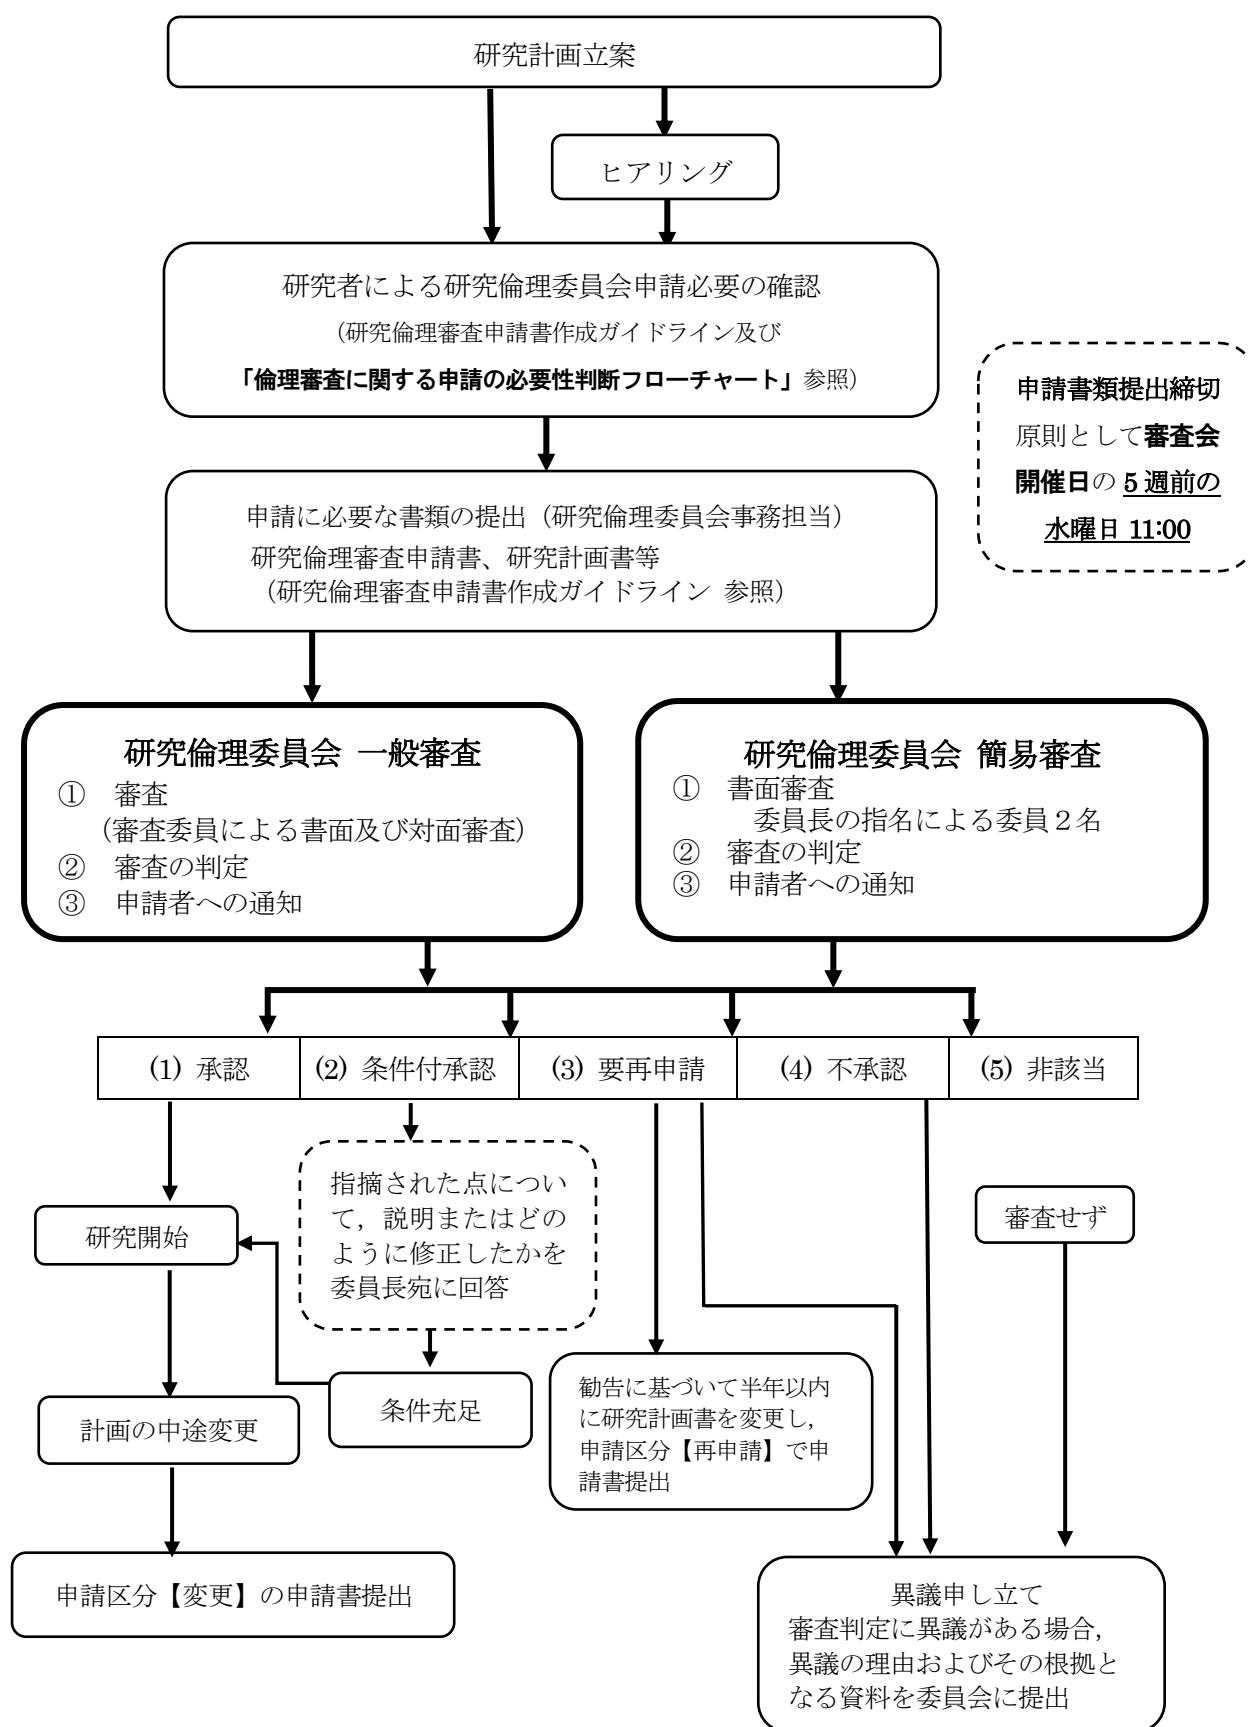 研究計画立案
ヒアリング
研究者による研究倫理委員会申請必要の確認
（研究倫理審査申請書作成ガイドライン及び
「倫理審査に関する申請の必要性判断フローチャート」参照）
申請書類提出締切
原則として審査会
開催日の 5 週前の
水曜日 11:00
申請に必要な書類の提出（研究倫理委員会事務担当）
研究倫理審査申請書、研究計画書等
（研究倫理審査申請書作成ガイドライン 参照）
研究倫理委員会 一般審査
① 審査
（審査委員による書面及び対面審査）
② 審査の判定
③ 申請者への通知
研究倫理委員会 簡易審査
① 書面審査
委員長の指名による委員２名
② 審査の判定
③ 申請者への通知
(1) 承認
(2) 条件付承認
(3) 要再申請
(4) 不承認
(5) 非該当
指摘された点につい
て，説明またはどの
ように修正したかを
委員長宛に回答
審査せず
研究開始
条件充足
勧告に基づいて半年以内
に研究計画書を変更し，
申請区分【再申請】で申
請書提出
計画の中途変更
申請区分【変更】の申請書提出
異議申し立て
審査判定に異議がある場合，
異議の理由およびその根拠と
なる資料を委員会に提出